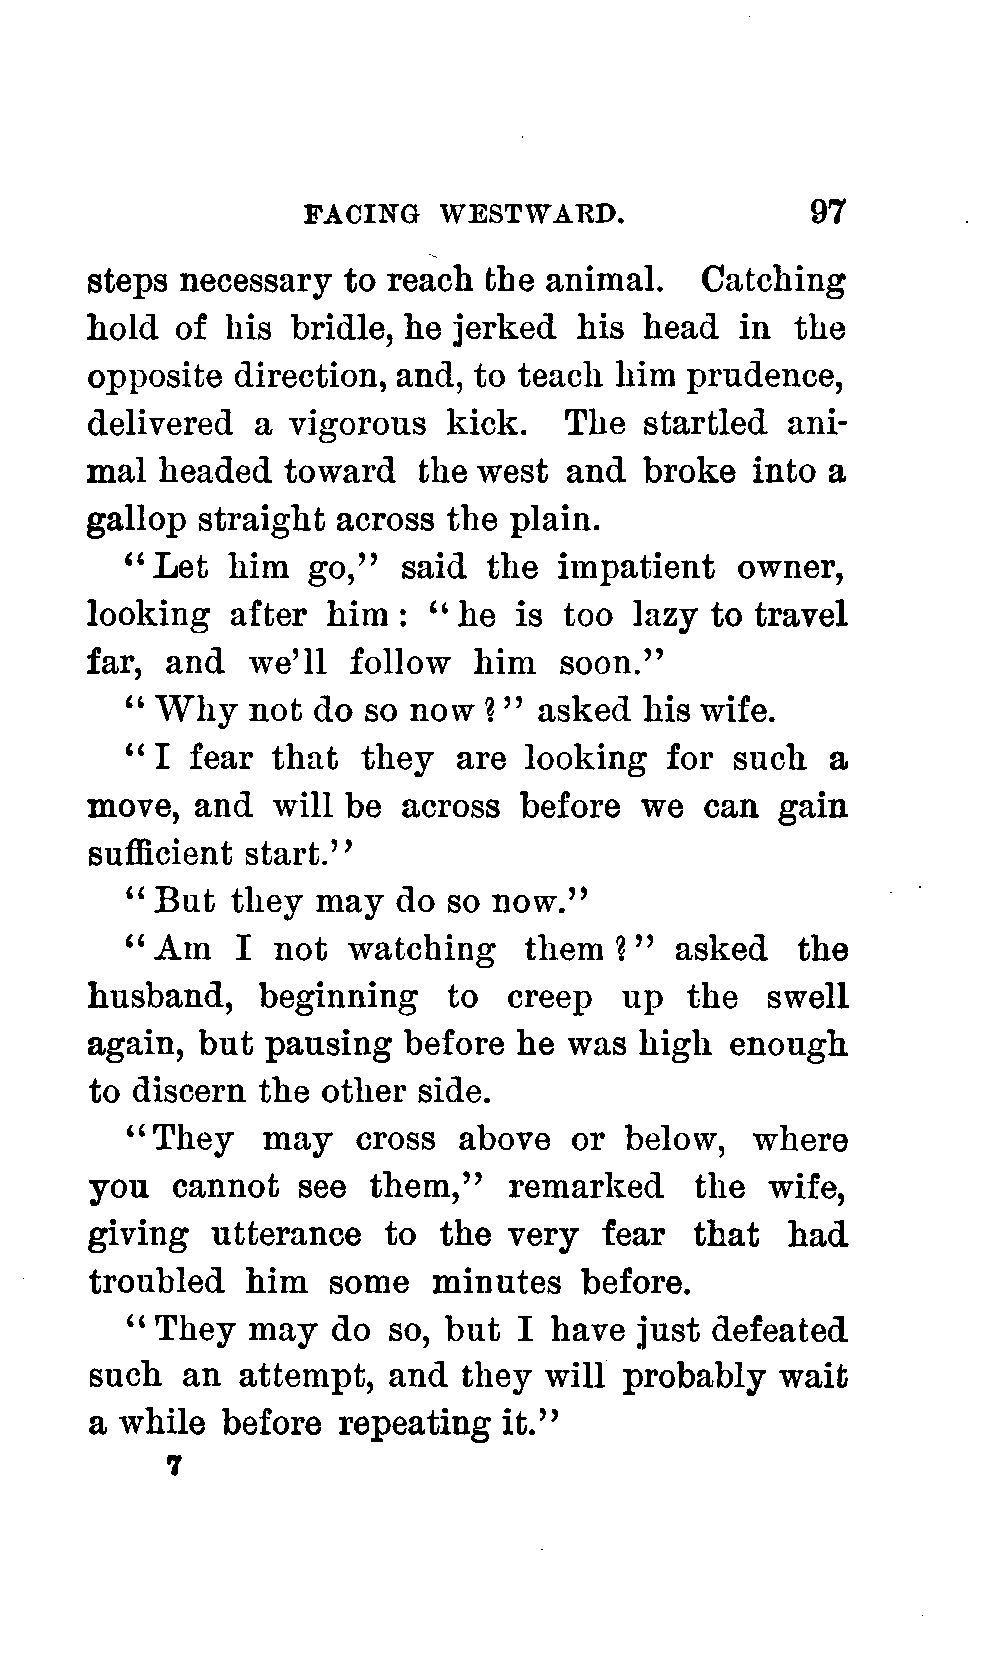 FACING WESTWARD. 97
steps necessary to reach the animal. Catching
hold of his bridle, he jerked his head in the
opposite direction, and, to teach him prudence,
delivered a vigorous kick. The startled ani-
mal headed toward the west and broke into a
gallop straight across the plain.
"Let him go," said the impatient owner,
looking after him: "he is too lazy to travel
far, and we'll follow him soon."
"Why not do so now?" asked his wife.
"I fear that they are looking for such a
move, and will be across before we can gain
sufficient start."
"But they may do so now."
"Am I not watching them?" asked the
husband, beginning to creep up the swell
again, but pausing before he was high enough
to discern the other side.
"They may cross above or below, where
you cannot see them," remarked the wife,
giving utterance to the very fear that had
troubled him some minutes before.
"They may do so, but I have just defeated
such an attempt, and they will probably wait
a while before repeating it."
7